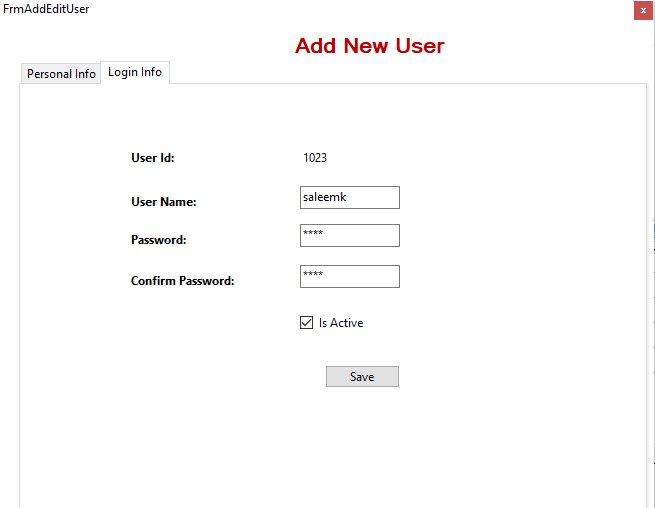 FrmAddEditUser
x
Add New User
Personal Info Login Info
User Id: 1023
User Name: saleemk
Password: ****
Confirm Password: ****
Is Active
Save